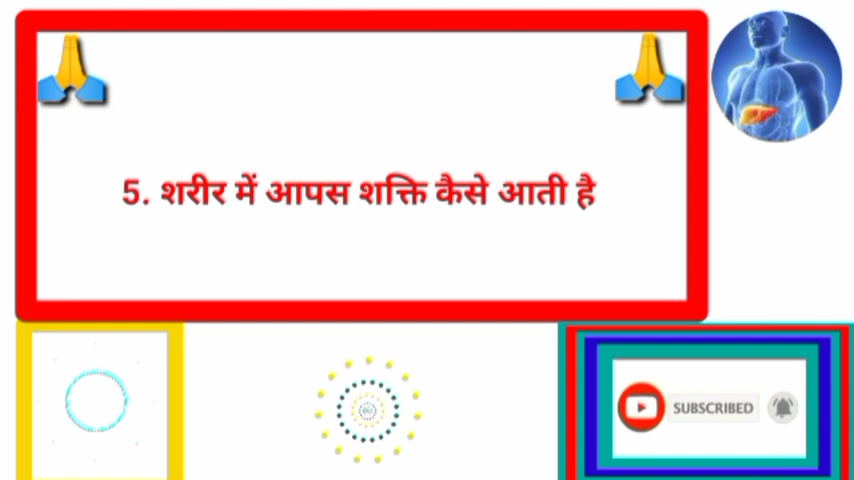 5. शरीर में आपस शक्ति कैसे आती है
SUBSCRIBED